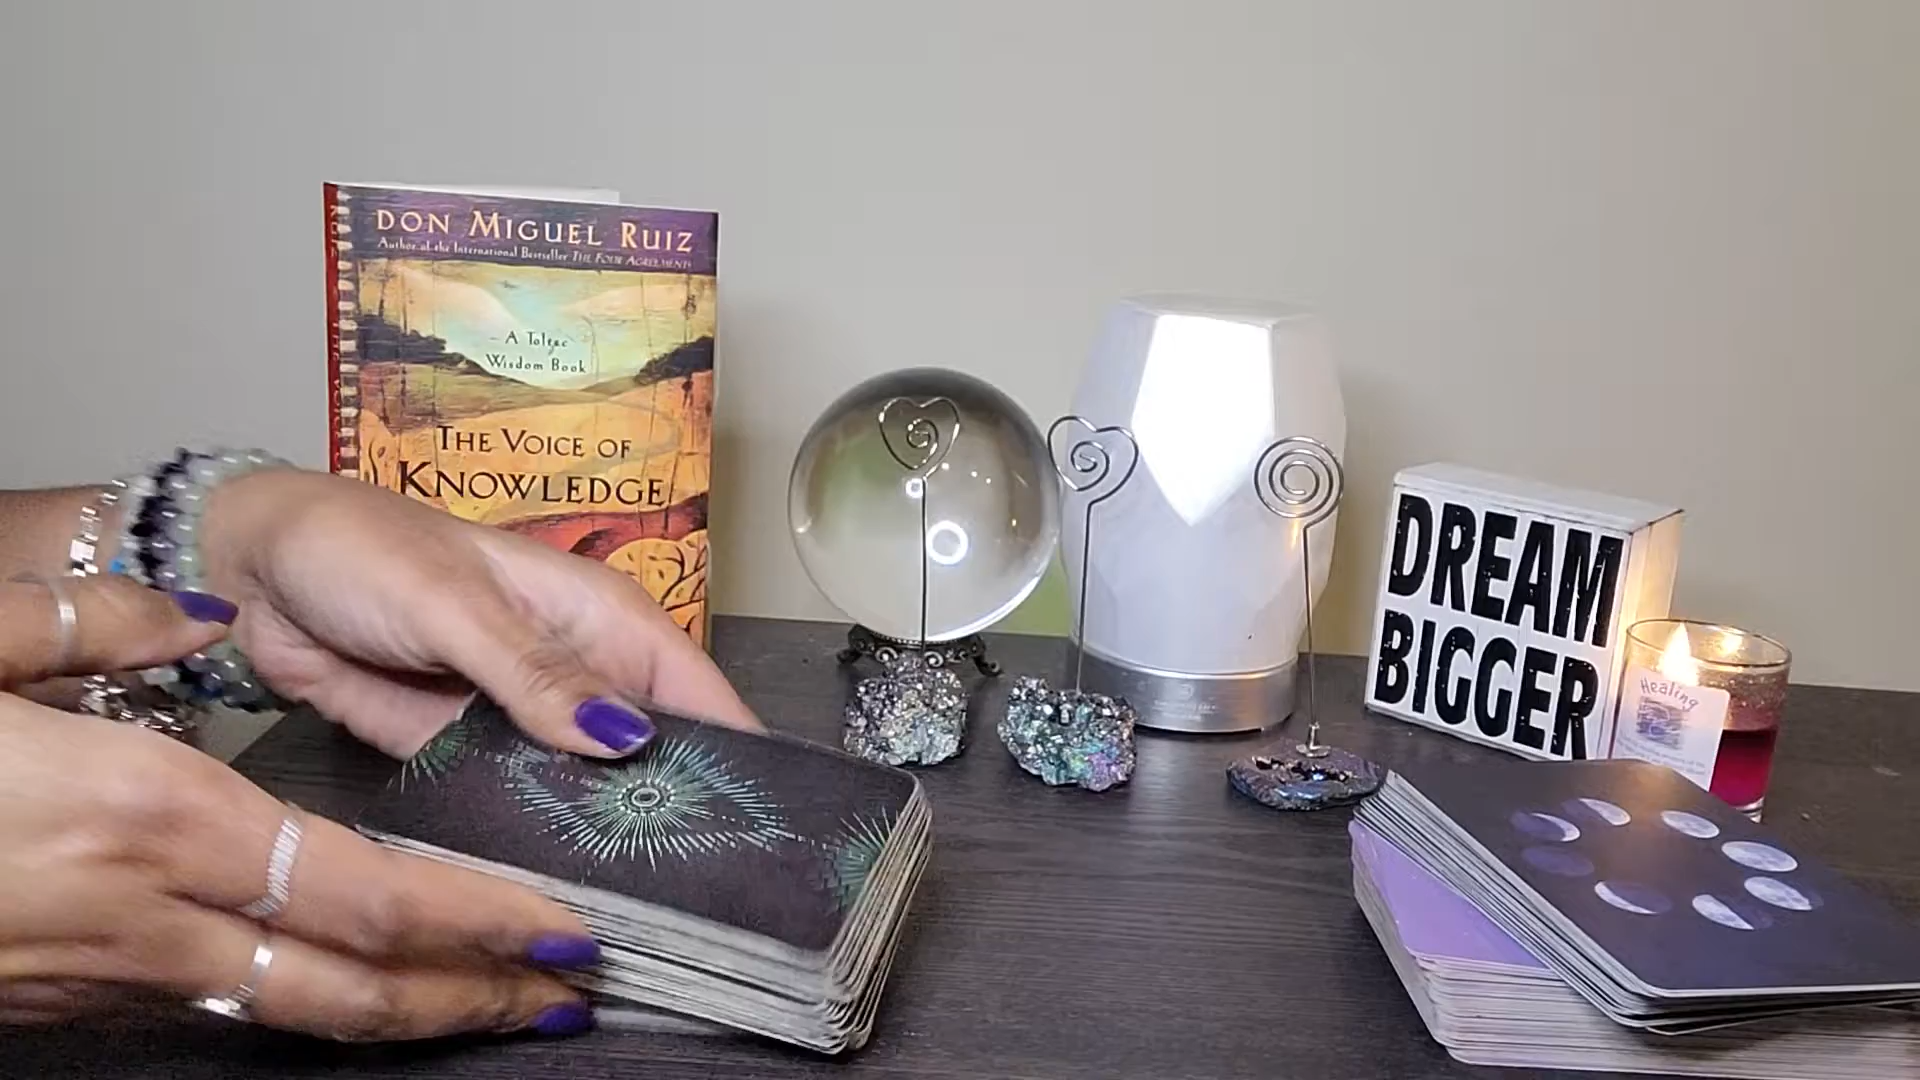 DON MIGUEL RUIZ
Author of the International Bestseller THE FOUR AGREEMENTS
A Toltec
Wisdom Book
THE VOICE OF
KNOWLEDGE
DREAM
BIGGER
Healing